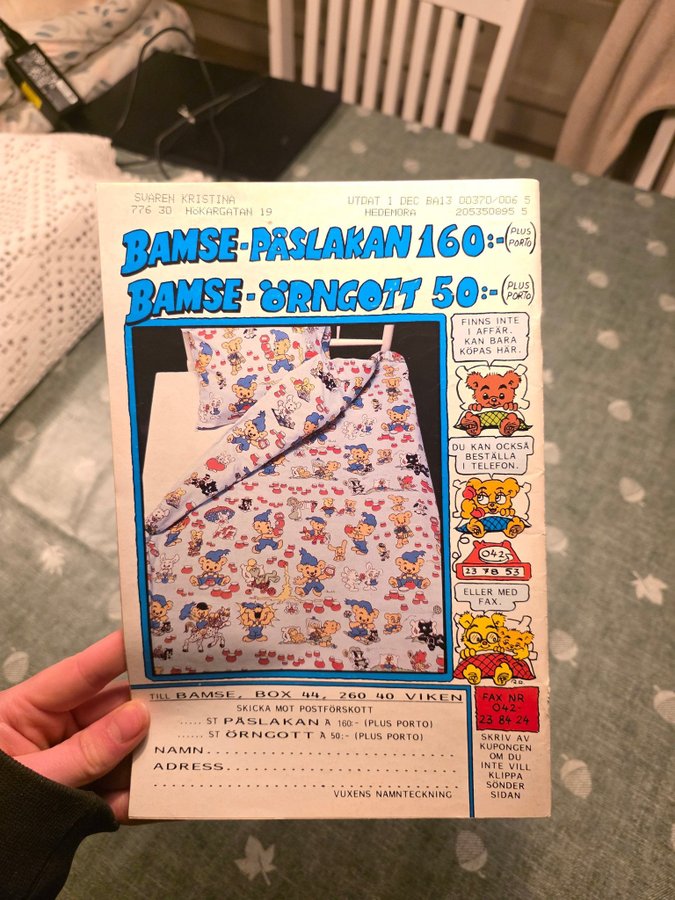 SVAREN KRISTINA UTDAT 1 DEC BA13 00370/006 5
776 30 HöKARGATAN 19 HEDEMORA 205350895 5
BAMSE-PÅSLAKAN 160:- (PLUS PORTO)
BAMSE-ÖRNGOTT 50:- (PLUS PORTO)
FINNS INTE
I AFFÄR.
KAN BARA
KÖPAS HÄR.
DU KAN OCKSÅ
BESTÄLLA
I TELEFON.
042
23 78 53
ELLER MED
FAX.
FAX NR
042-
23 84 24
SKRIV AV
KUPONGEN
OM DU
INTE VILL
KLIPPA
SÖNDER
SIDAN
TILL BAMSE, BOX 44, 260 40 VIKEN
SKICKA MOT POSTFÖRSKOTT
..... ST PÅSLAKAN À 160:- (PLUS PORTO)
...... ST ÖRNGOTT À 50:- (PLUS PORTO)
NAMN
ADRESS
VUXENS NAMNTECKNING